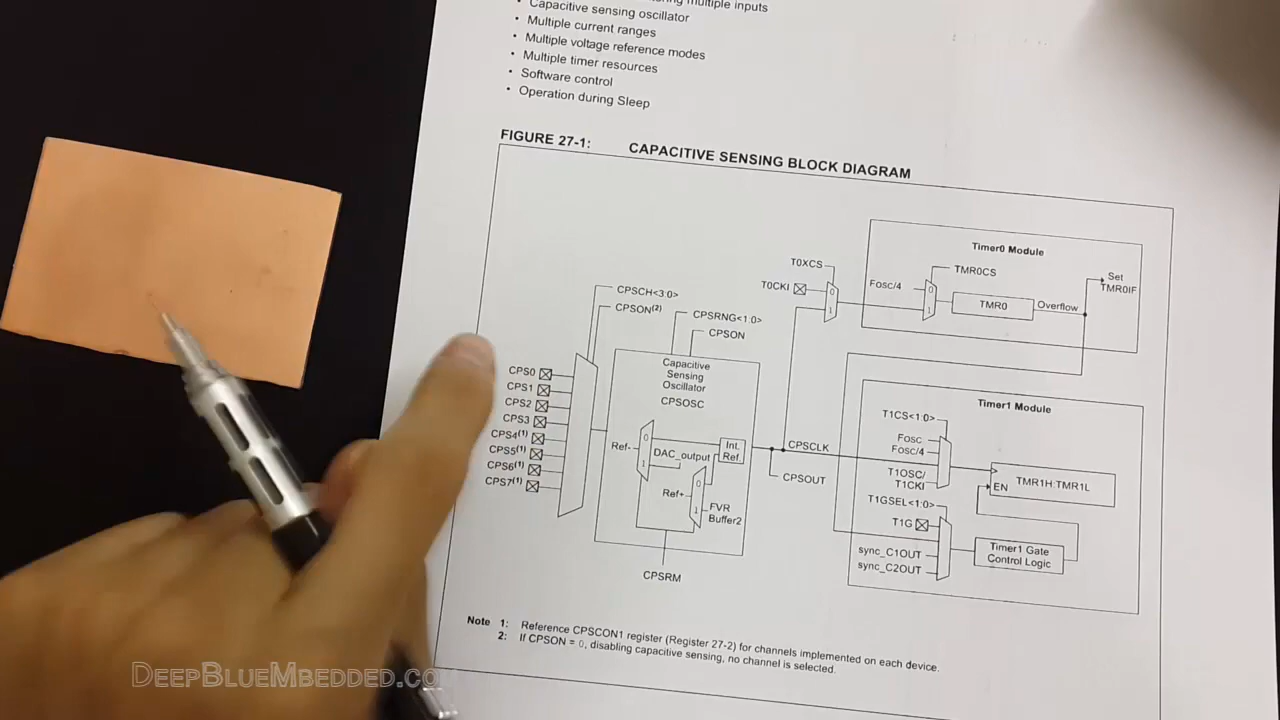 multiple inputs
• Capacitive sensing oscillator
• Multiple current ranges
• Multiple voltage reference modes
• Multiple timer resources
• Software control
• Operation during Sleep
FIGURE 27-1: CAPACITIVE SENSING BLOCK DIAGRAM
Timer0 Module
T0XCS
TMR0CS
Set
TMR0IF
T0CKI
Fosc/4
0
1
0
1
TMR0
Overflow
CPSCH<3:0>
CPSON(2)
CPSRNG<1:0>
CPSON
CPS0
CPS1
CPS2
CPS3
CPS4(1)
CPS5(1)
CPS6(1)
CPS7(1)
Capacitive
Sensing
Oscillator
CPSOSC
Ref-
0
1
DAC_output
Int.
Ref.
Ref+
0
1
FVR
Buffer2
CPSRM
CPSCLK
CPSOUT
Timer1 Module
T1CS<1:0>
Fosc
Fosc/4
T1OSC/
T1CKI
EN
TMR1H:TMR1L
T1GSEL<1:0>
T1G
sync_C1OUT
sync_C2OUT
Timer1 Gate
Control Logic
Note 1: Reference CPSCON1 register (Register 27-2) for channels implemented on each device.
2: If CPSON = 0, disabling capacitive sensing, no channel is selected.
DEEPBLUEMBEDDED.COM